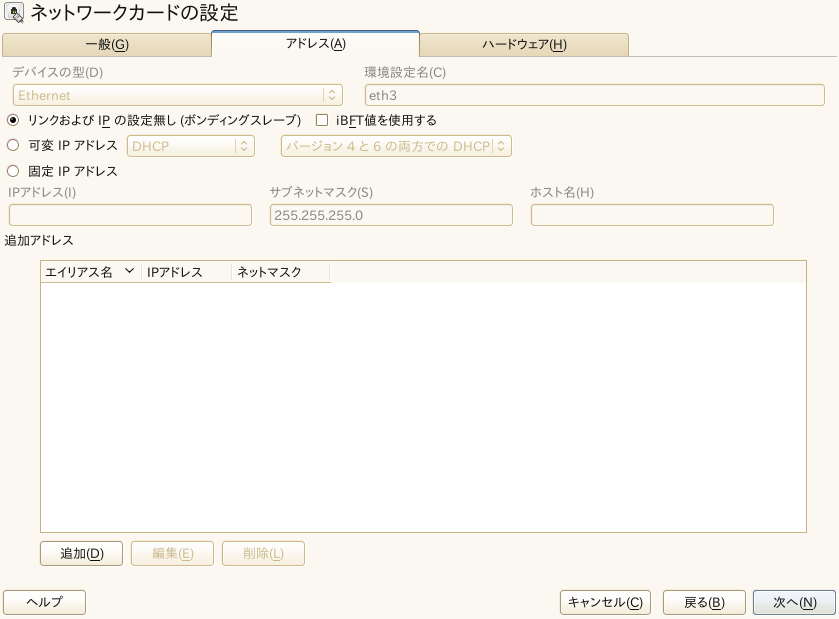 ネットワークカードの設定
一般(G) アドレス(A) ハードウェア(H)
デバイスの型(D) 環境設定名(C)
Ethernet eth3
リンクおよび IP の設定無し (ボンディングスレーブ) iBFT値を使用する
可変 IP アドレス DHCP バージョン 4 と 6 の両方での DHCP
固定 IP アドレス
IPアドレス(I) サブネットマスク(S) ホスト名(H)
255.255.255.0
追加アドレス
エイリアス名 IPアドレス ネットマスク
追加(D) 編集(E) 削除(L)
ヘルプ キャンセル(C) 戻る(B) 次へ(N)